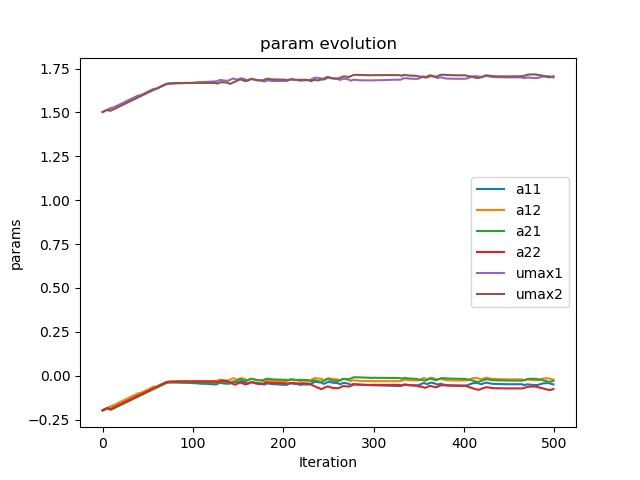 param evolution
params
1.75
1.50
1.25
1.00
0.75
0.50
0.25
0.00
−0.25
a11
a12
a21
a22
umax1
umax2
0 100 200 300 400 500
Iteration